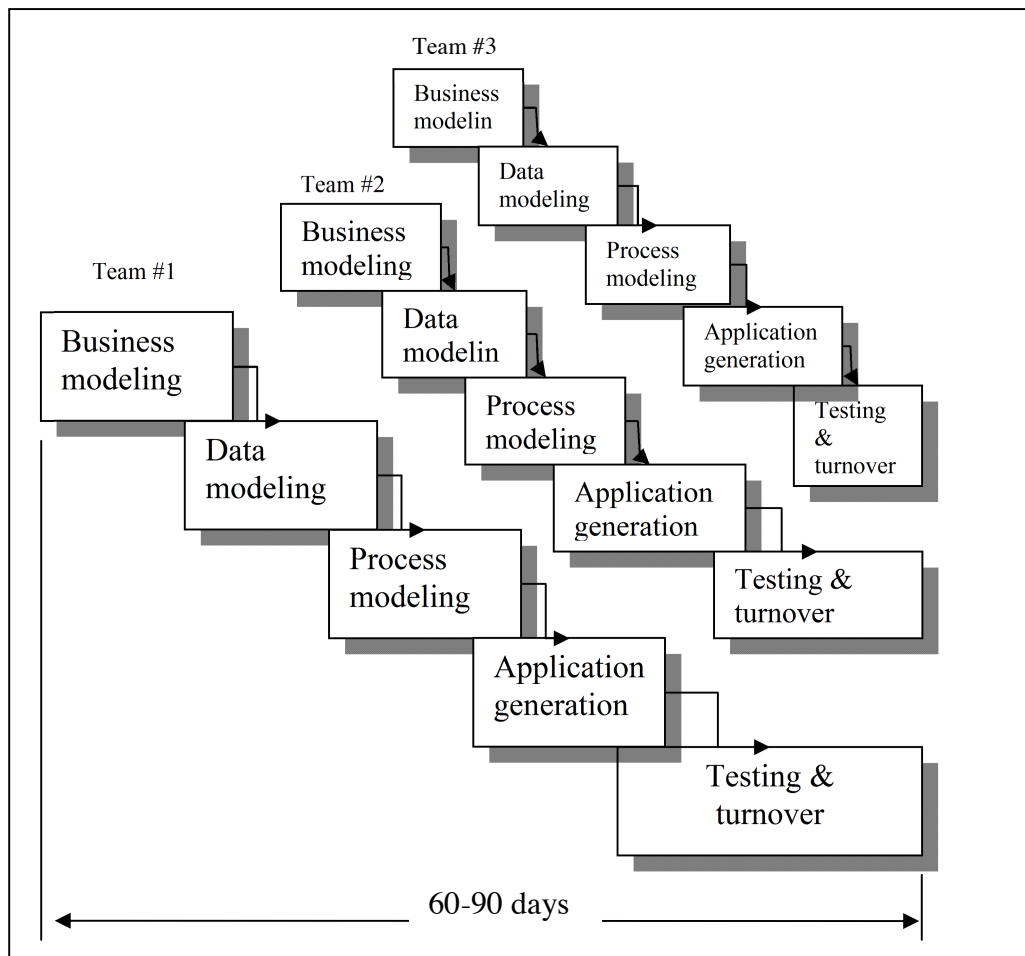 Team #3
Business
modelin
Data
modeling
Process
modeling
Application
generation
Testing
&
turnover
Team #2
Business
modeling
Data
modelin
Process
modeling
Application
generation
Testing &
turnover
Team #1
Business
modeling
Data
modeling
Process
modeling
Application
generation
Testing &
turnover
60-90 days